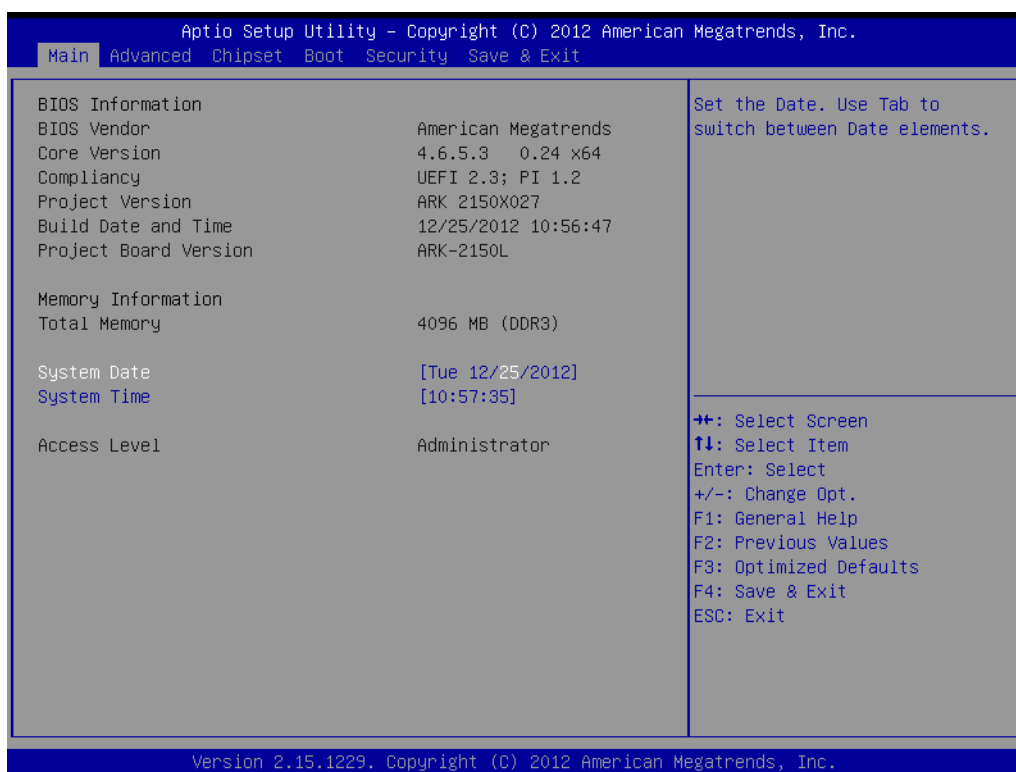 Aptio Setup Utility – Copyright (C) 2012 American Megatrends, Inc.
Main Advanced Chipset Boot Security Save & Exit
BIOS Information
BIOS Vendor American Megatrends
Core Version 4.6.5.3 0.24 x64
Compliancy UEFI 2.3; PI 1.2
Project Version ARK 2150X027
Build Date and Time 12/25/2012 10:56:47
Project Board Version ARK-2150L
Memory Information
Total Memory 4096 MB (DDR3)
System Date [Tue 12/25/2012]
System Time [10:57:35]
Access Level Administrator
Set the Date. Use Tab to
switch between Date elements.
→←: Select Screen
↑↓: Select Item
Enter: Select
+/-: Change Opt.
F1: General Help
F2: Previous Values
F3: Optimized Defaults
F4: Save & Exit
ESC: Exit
Version 2.15.1229. Copyright (C) 2012 American Megatrends, Inc.